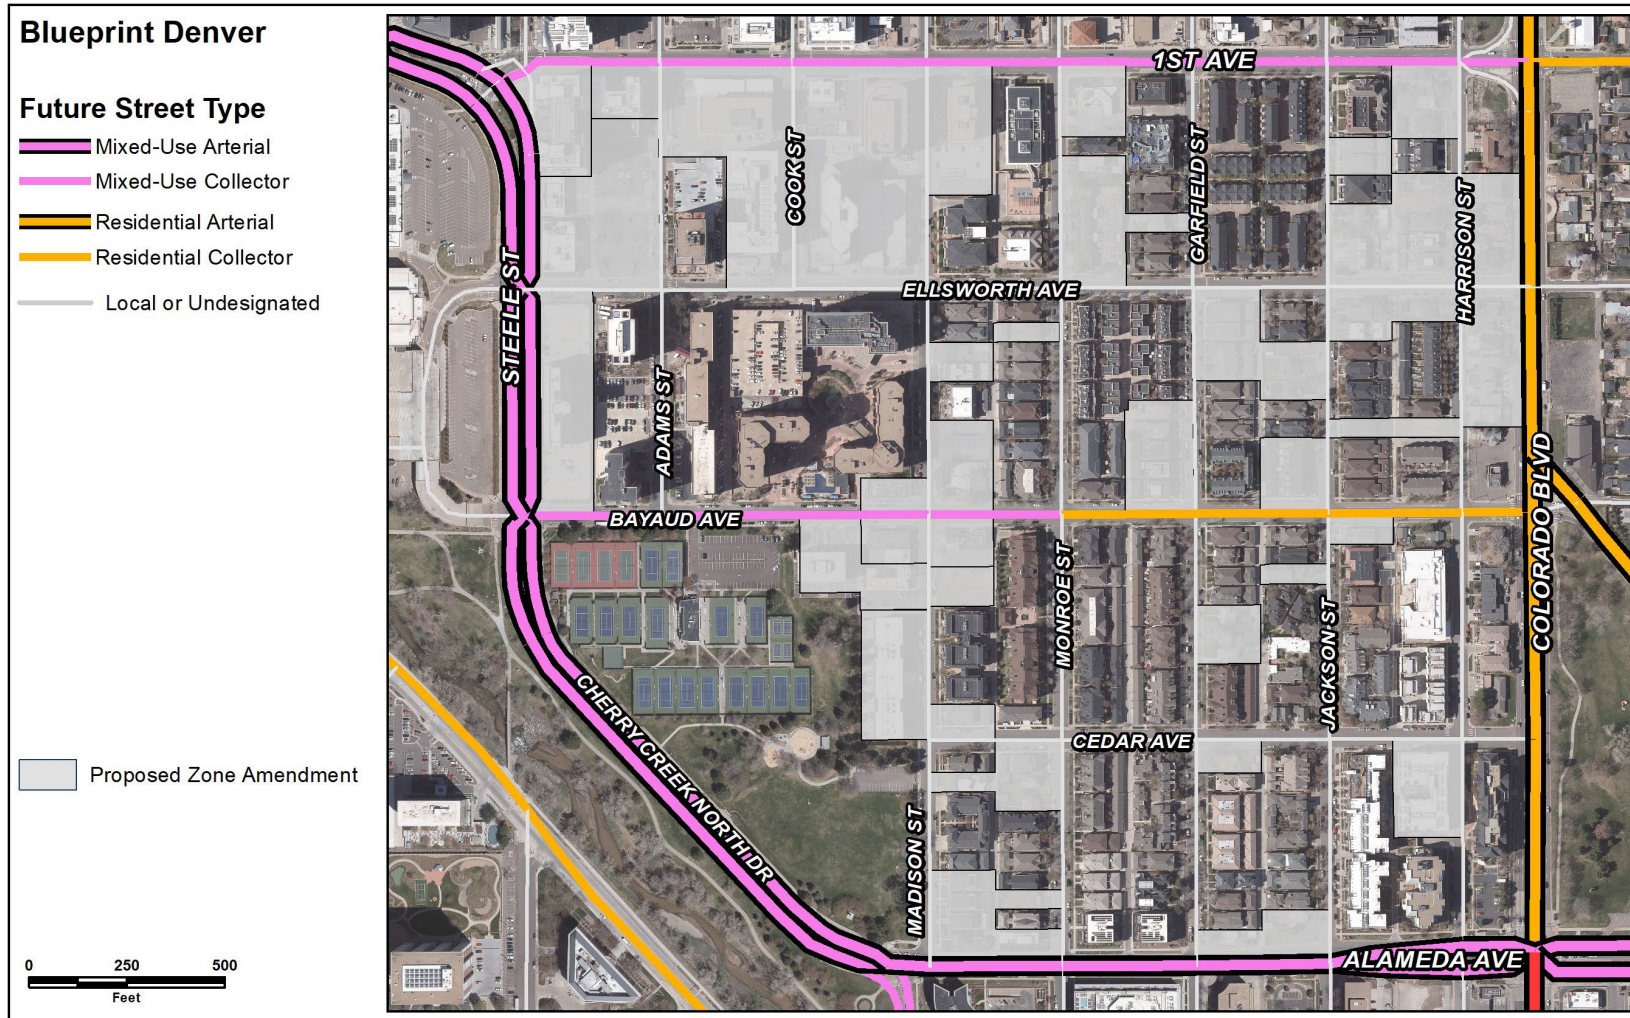 Blueprint Denver
Future Street Type
Mixed-Use Arterial
Mixed-Use Collector
Residential Arterial
Residential Collector
Local or Undesignated
Proposed Zone Amendment
0 250 500
Feet
1ST AVE
COOK ST
GARFIELD ST
HARRISON ST
STEELE ST
ELLSWORTH AVE
ADAMS ST
BAYAUD AVE
COLORADO BLVD
MONROE ST
JACKSON ST
CHERRY CREEK NORTH DR
CEDAR AVE
MADISON ST
ALAMEDA AVE